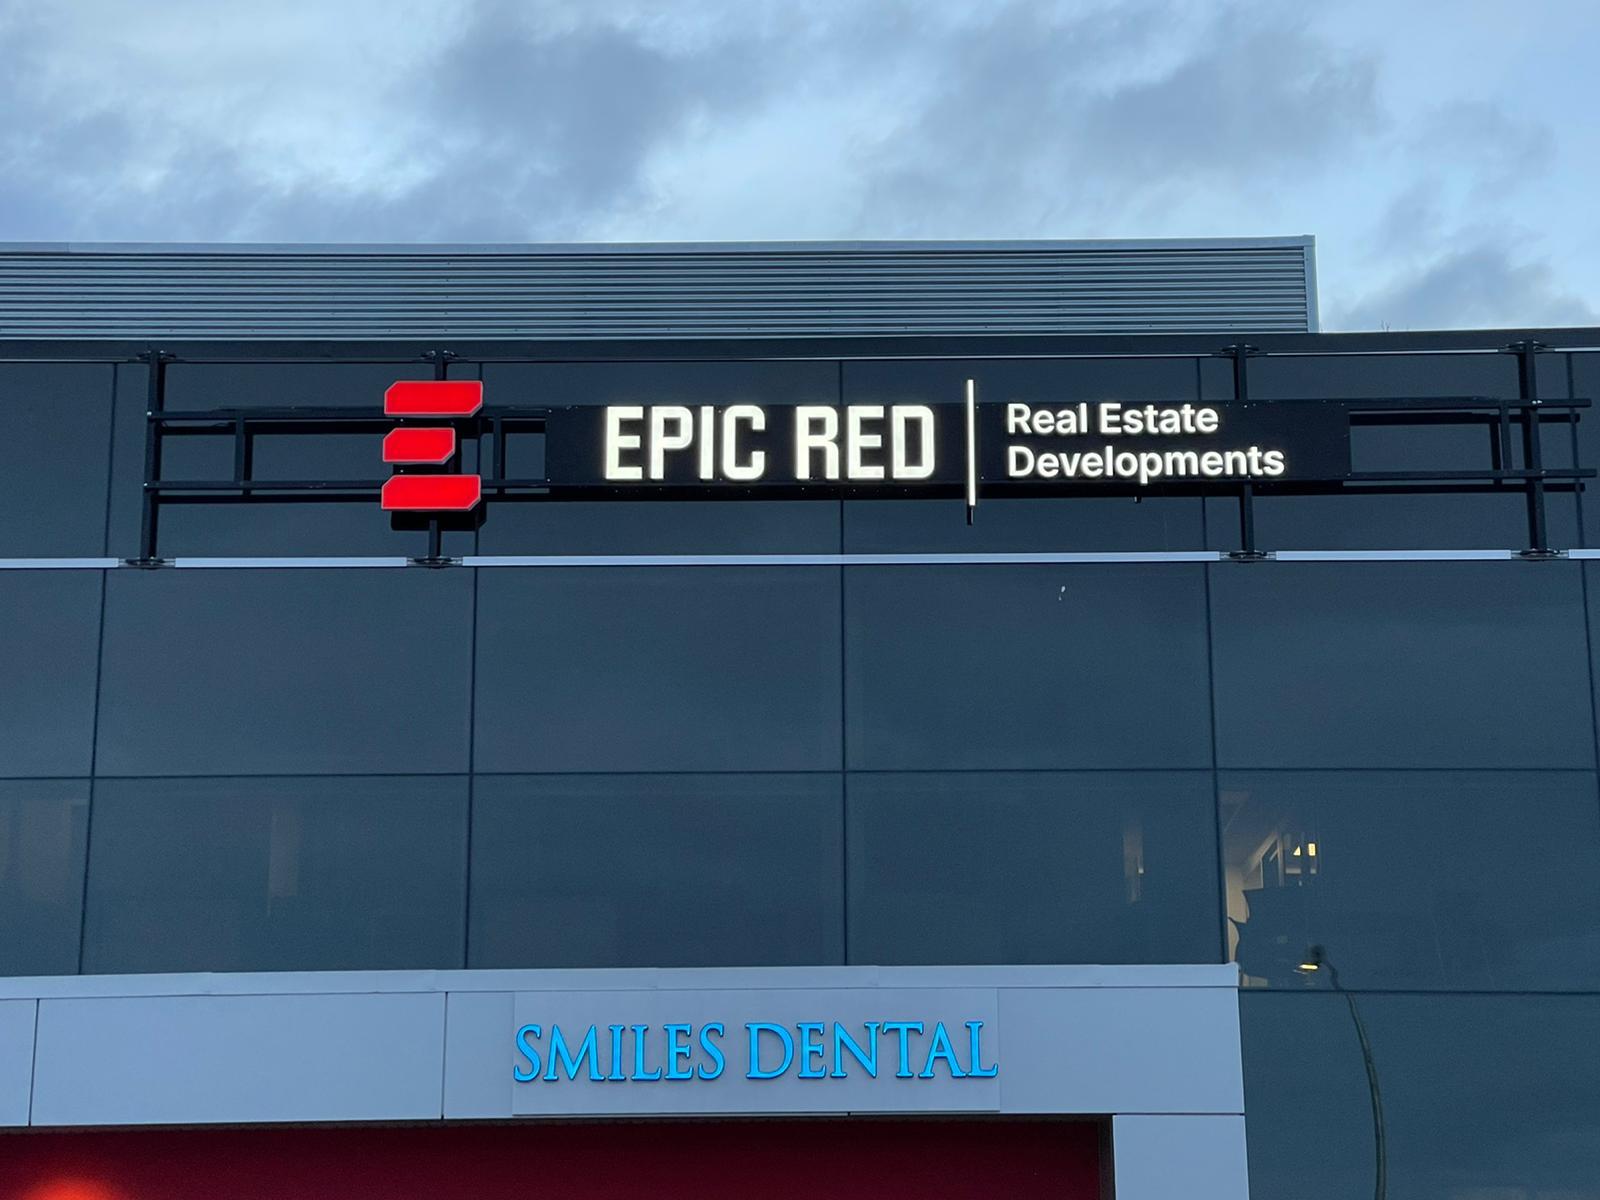 EPIC RED
Real Estate
Developments
SMILES DENTAL